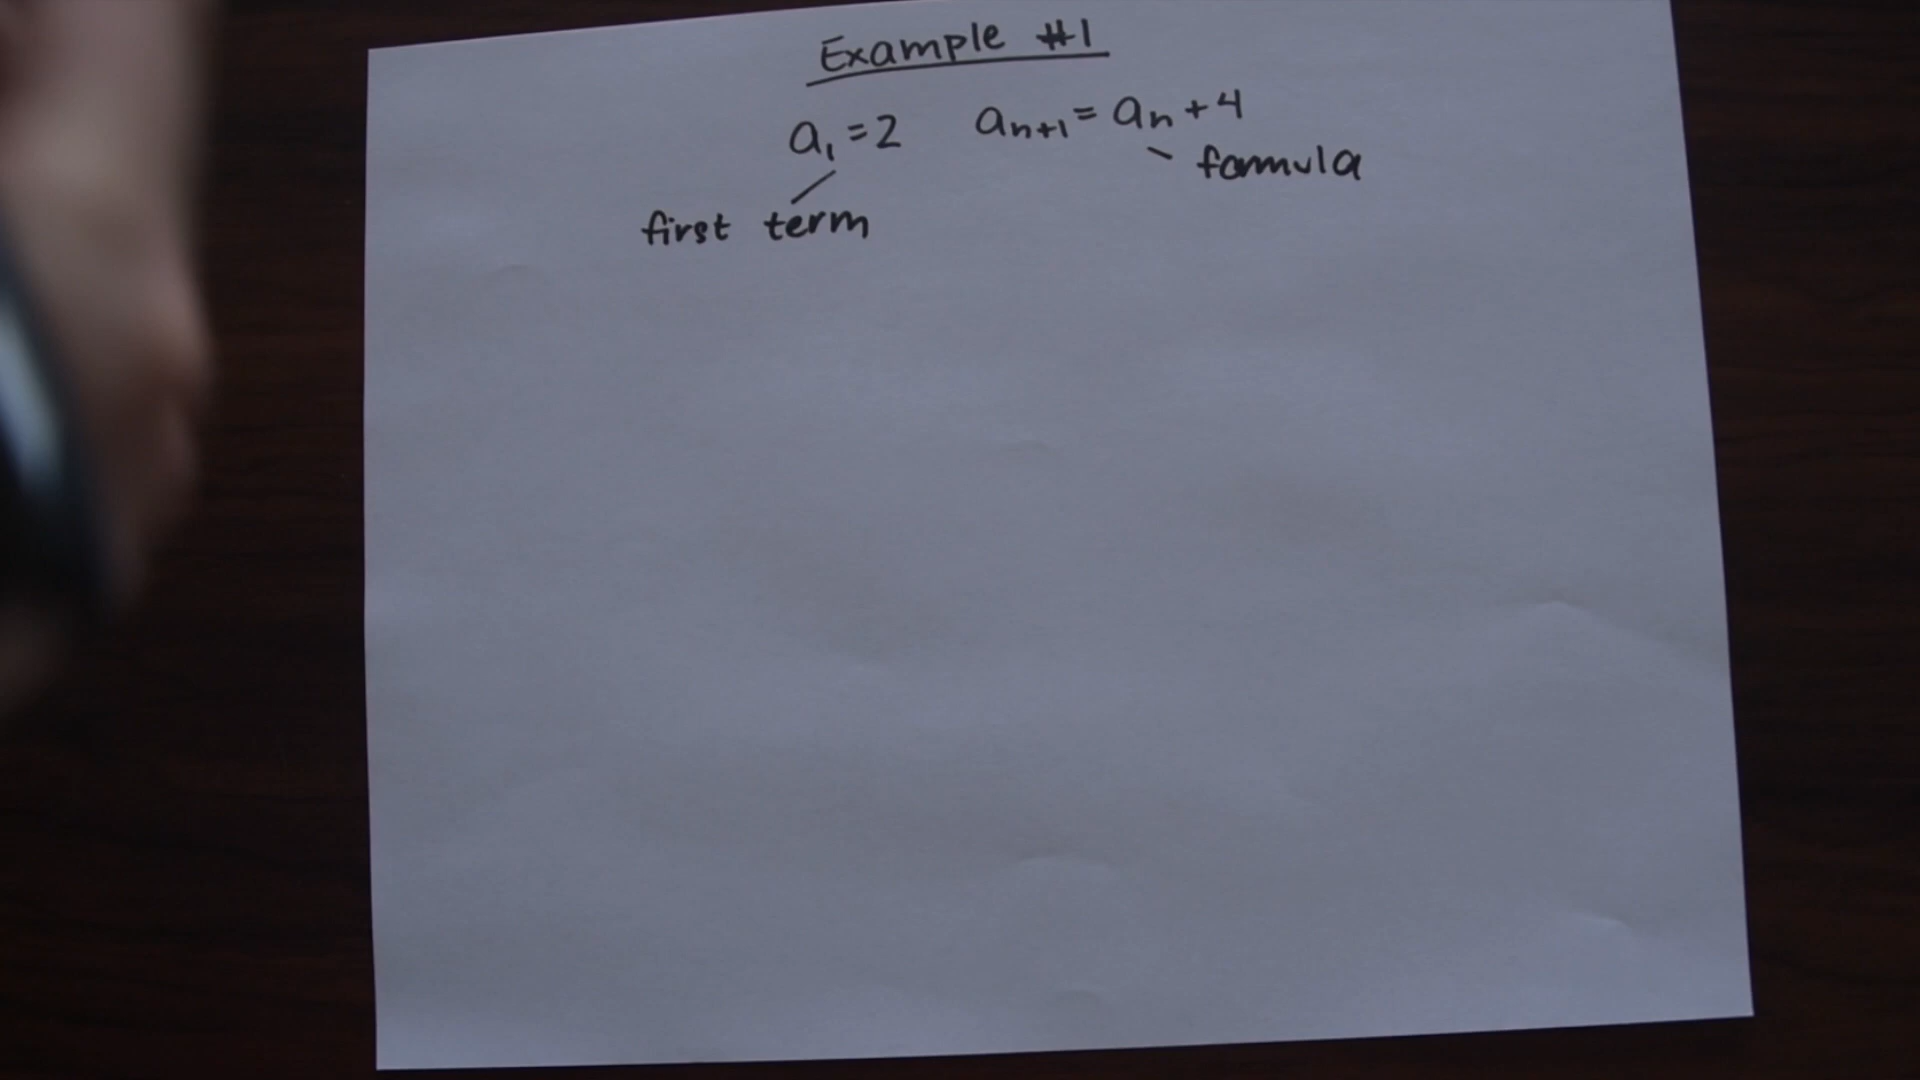 Example #1
a₁ = 2 aₙ₊₁ = aₙ + 4
formula
first term